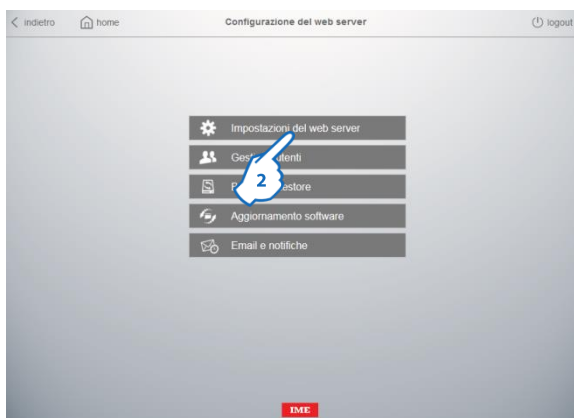 < indietro home Configurazione del web server logout
Impostazioni del web server
Gest utenti
2
estore
Aggiornamento software
Email e notifiche
IME